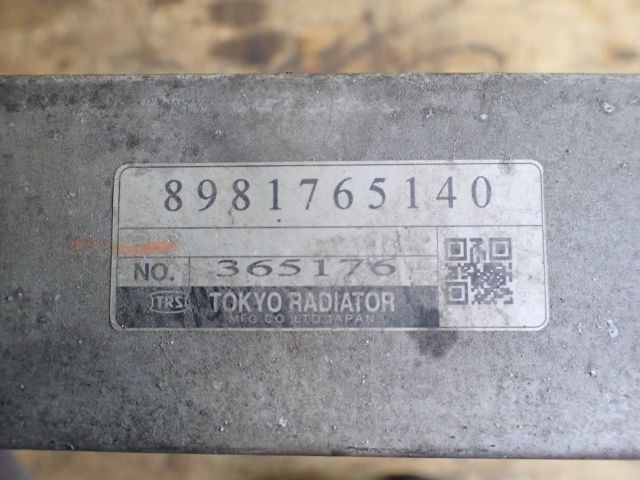 8981765140
NO. 365176
TRS TOKYO RADIATOR
MFG CO. LTD. JAPAN